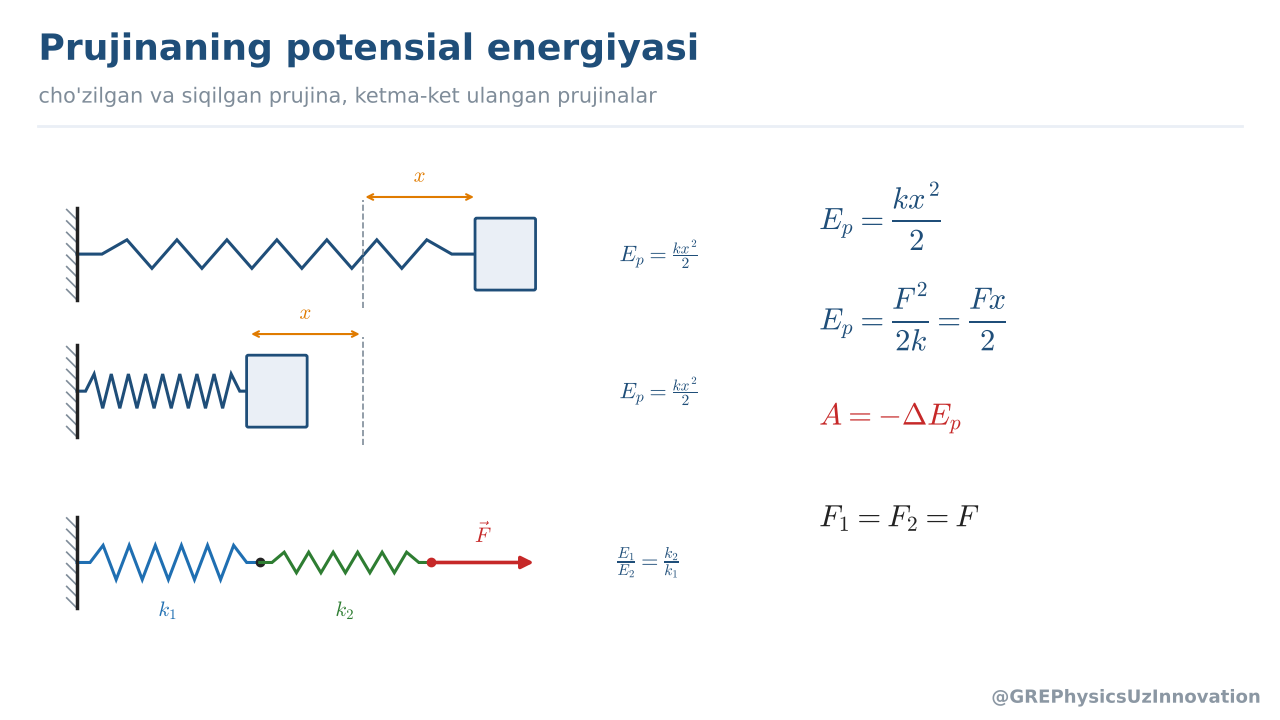 Prujinaning potensial energiyasi
cho'zilgan va siqilgan prujina, ketma-ket ulangan prujinalar
x
E_p = kx²/2
x
E_p = kx²/2
F⃗
k₁
k₂
E₁/E₂ = k₂/k₁
E_p = kx²/2
E_p = F²/2k = Fx/2
A = −ΔE_p
F₁ = F₂ = F
@GREPhysicsUzInnovation